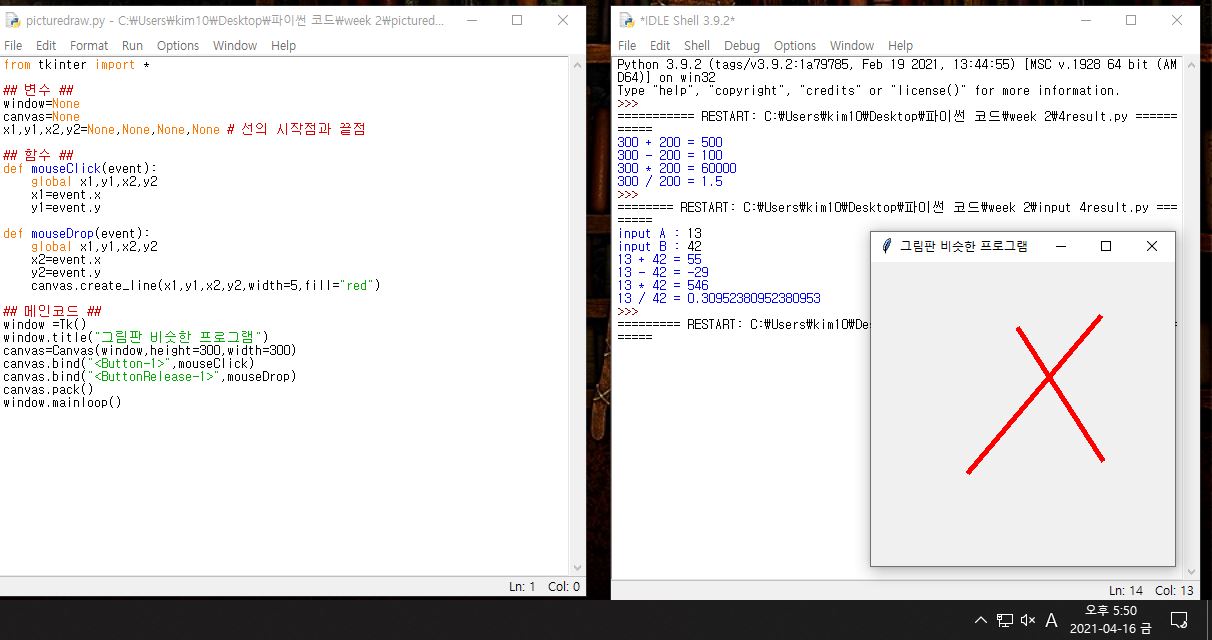 picturedraw.py - C:₩Users₩kim10₩Desktop₩파이썬 코드₩week 2₩pictured...
File Edit Format Run Options Window Help
from tkinter import *
## 변수 ##
window=None
canvas=None
x1,y1,x2,y2=None,None,None,None # 선의 시작점과 끝점
## 함수 ##
def mouseClick(event):
    global x1,y1,x2,y2
    x1=event.x
    y1=event.y
def mouseDrop(event):
    global x1,y1,x2,y2
    x2=event.x
    y2=event.y
    canvas.create_line(x1,y1,x2,y2,width=5,fill="red")
## 메인코드 ##
window =Tk()
window.title("그림판 비슷한 프로그램")
canvas=Canvas(window,height=300,width=300)
canvas.bind("<Button-1>",mouseClick)
canvas.bind("<ButtonRelease-1>",mouseDrop)
canvas.pack()
window.mainloop()
Ln: 1 Col: 0
*IDLE Shell 3.9.2*
File Edit Shell Debug Options Window Help
Python 3.9.2 (tags/v3.9.2:1a79785, Feb 19 2021, 13:44:55) [MSC v.1928 64 bit (AM
D64)] on win32
Type "help", "copyright", "credits" or "license()" for more information.
>>>
=========== RESTART: C:₩Users₩kim10₩Desktop₩파이썬 코드₩week 2₩4result.py ======
=====
300 + 200 = 500
300 - 200 = 100
300 * 200 = 60000
300 / 200 = 1.5
>>>
======== RESTART: C:₩Users₩kim10₩Desktop₩파이썬 코드₩week 2₩input 4result.py ===
=====
input A : 13
input B : 42
13 + 42 = 55
13 - 42 = -29
13 * 42 = 546
13 / 42 = 0.30952380952380953
>>>
========= RESTART: C:₩Users₩kim10₩De
=====
그림판 비슷한 프로그램
Ln: 14 Col: 13
A
오후 5:50
2021-04-16 금